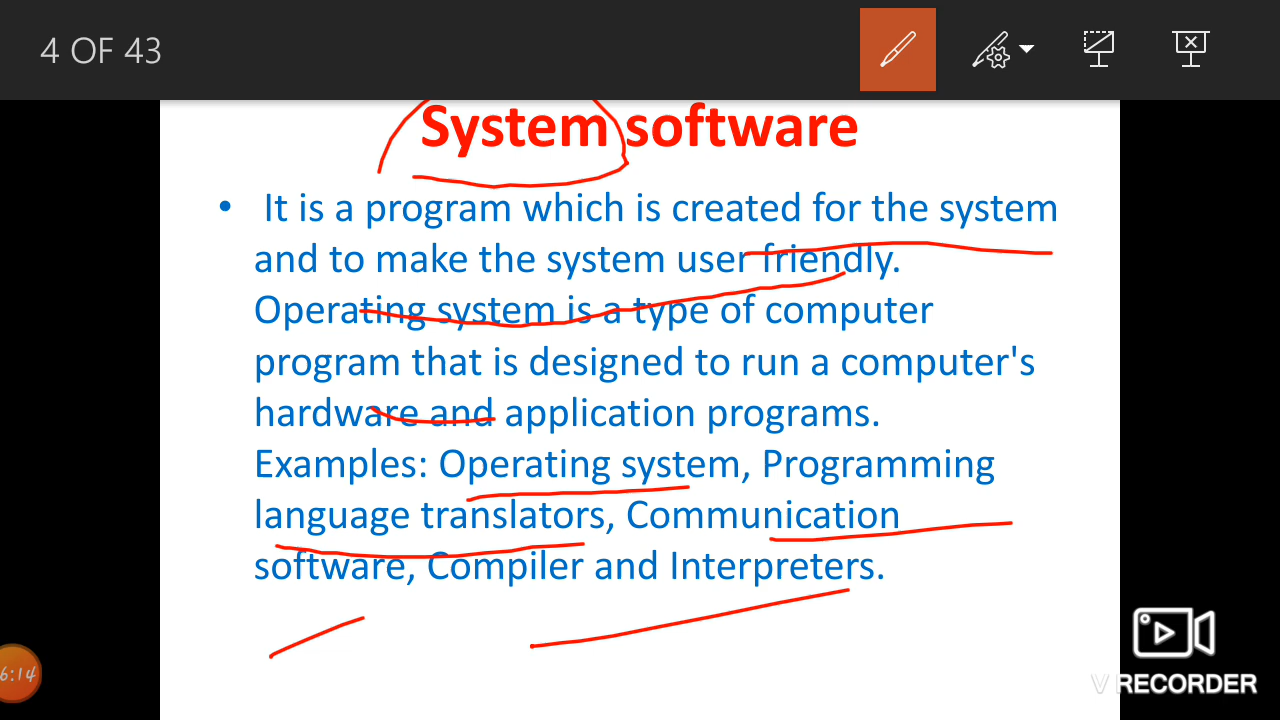 4 OF 43
System software
• It is a program which is created for the system
and to make the system user friendly.
Operating system is a type of computer
program that is designed to run a computer's
hardware and application programs.
Examples: Operating system, Programming
language translators, Communication
software, Compiler and Interpreters.
6:14
V RECORDER